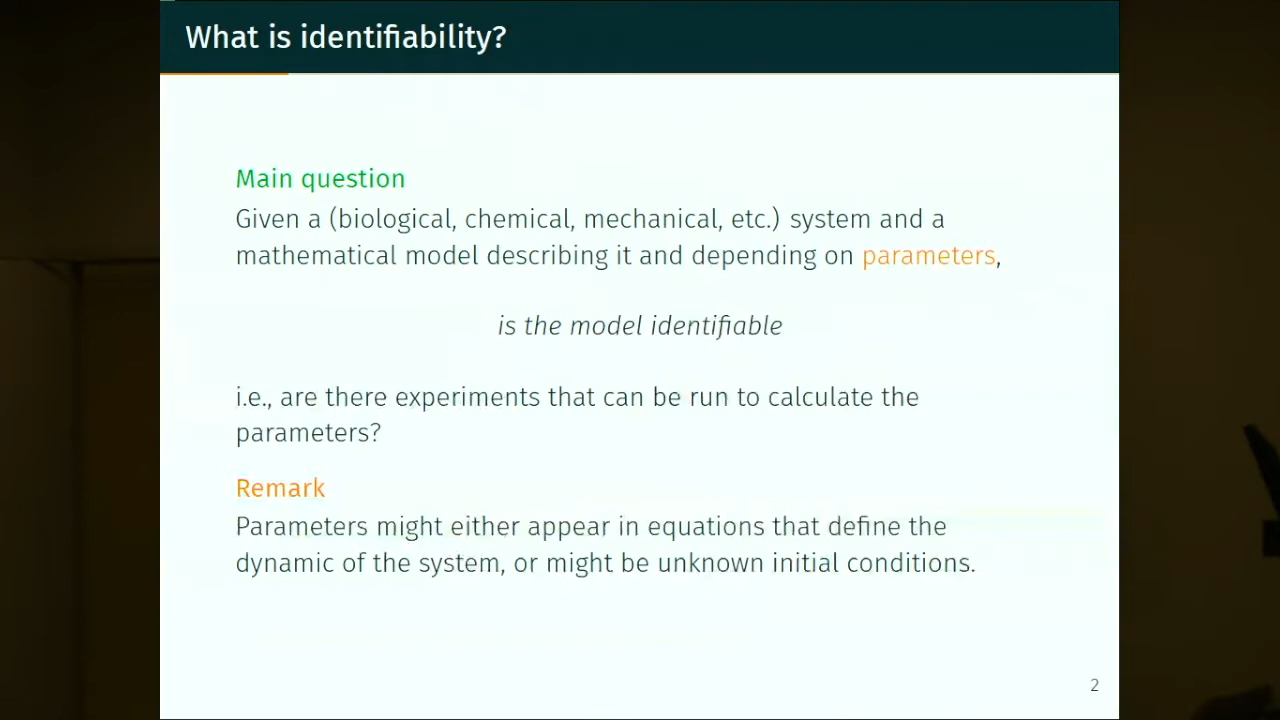 What is identifiability?
Main question
Given a (biological, chemical, mechanical, etc.) system and a
mathematical model describing it and depending on parameters,
is the model identifiable
i.e., are there experiments that can be run to calculate the
parameters?
Remark
Parameters might either appear in equations that define the
dynamic of the system, or might be unknown initial conditions.
2